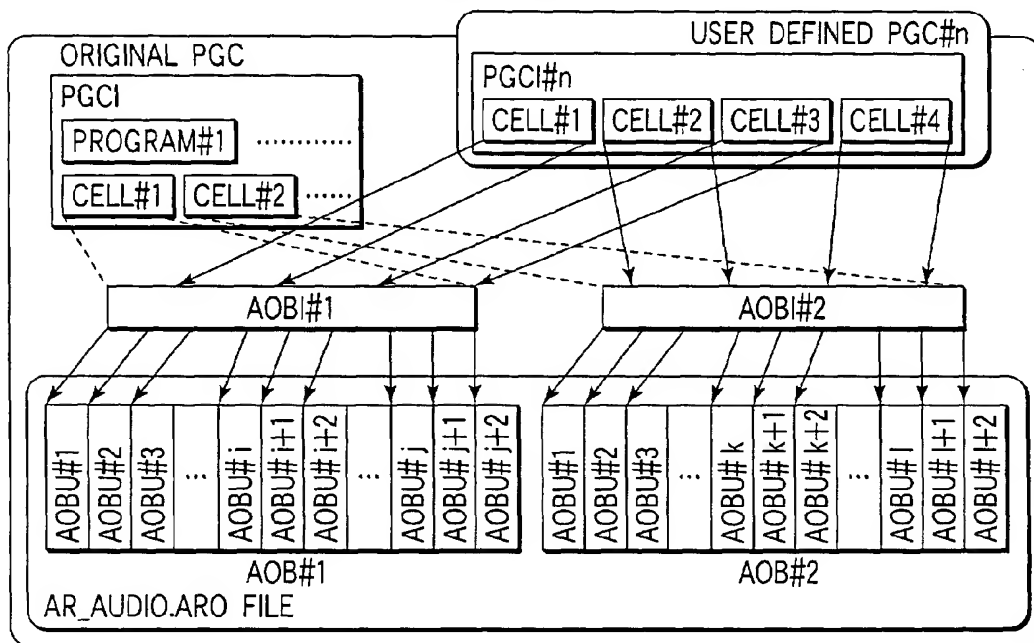 USER DEFINED PGC#n
ORIGINAL PGC
PGCI#n
PGCI
CELL#1 CELL#2 CELL#3 CELL#4
PROGRAM#1 ............
CELL#1 CELL#2 ......
AOBI#1 AOBI#2
AOBU#1 AOBU#2 AOBU#3 ... AOBU#i AOBU#i+1 AOBU#i+2 ... AOBU#j AOBU#j+1 AOBU#j+2
AOBU#1 AOBU#2 AOBU#3 ... AOBU#k AOBU#k+1 AOBU#k+2 ... AOBU#l AOBU#l+1 AOBU#l+2
AOB#1 AOB#2
AR_AUDIO.ARO FILE